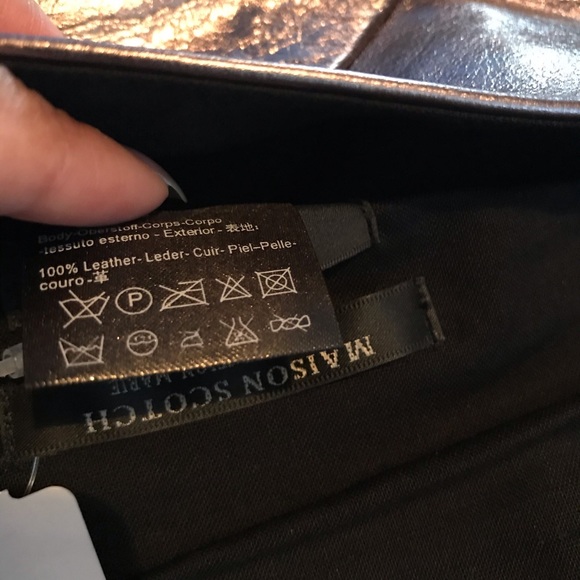 Body-Oberstoff-Corps-Corpo
-tessuto esterno - Exterior - 表地:
100% Leather- Leder- Cuir- Piel-Pelle-
couro -革
P
MAISON SCOTCH